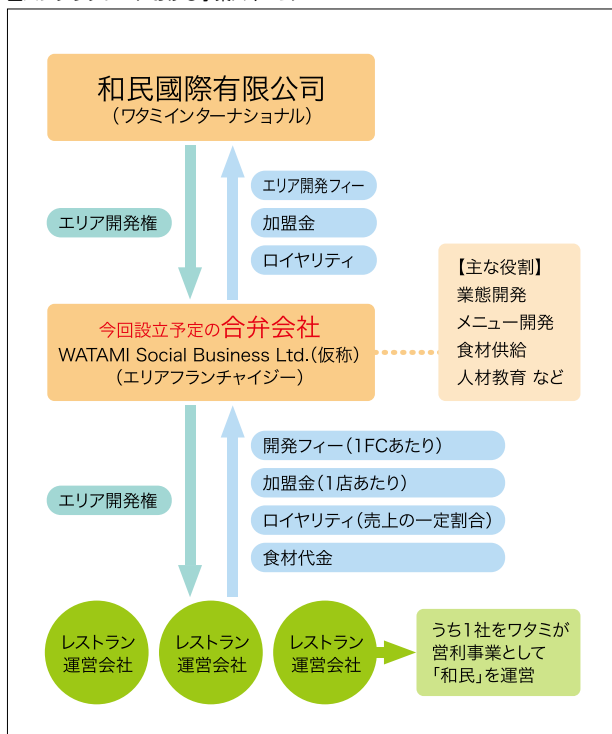 和民國際有限公司
(ワタミインターナショナル)
エリア開発権
エリア開発フィー
加盟金
ロイヤリティ
今回設立予定の合弁会社
WATAMI Social Business Ltd.(仮称)
(エリアフランチャイジー)
【主な役割】
業態開発
メニュー開発
食材供給
人材教育 など
エリア開発権
開発フィー(1FCあたり)
加盟金(1店あたり)
ロイヤリティ(売上の一定割合)
食材代金
レストラン
運営会社
レストラン
運営会社
レストラン
運営会社
うち1社をワタミが
営利事業として
「和民」を運営